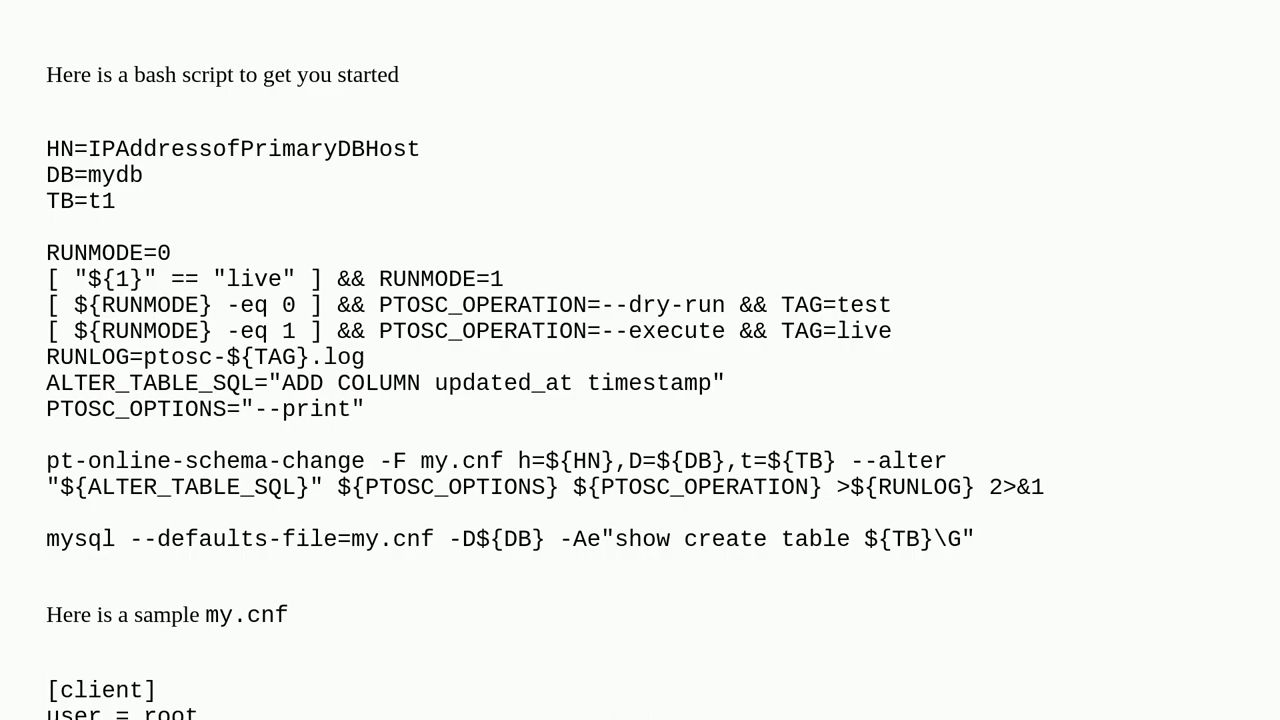 Here is a bash script to get you started
HN=IPAddressofPrimaryDBHost
DB=mydb
TB=t1
RUNMODE=0
[ "${1}" == "live" ] && RUNMODE=1
[ ${RUNMODE} -eq 0 ] && PTOSC_OPERATION=--dry-run && TAG=test
[ ${RUNMODE} -eq 1 ] && PTOSC_OPERATION=--execute && TAG=live
RUNLOG=ptosc-${TAG}.log
ALTER_TABLE_SQL="ADD COLUMN updated_at timestamp"
PTOSC_OPTIONS="--print"
pt-online-schema-change -F my.cnf h=${HN},D=${DB},t=${TB} --alter
"${ALTER_TABLE_SQL}" ${PTOSC_OPTIONS} ${PTOSC_OPERATION} >${RUNLOG} 2>&1
mysql --defaults-file=my.cnf -D${DB} -Ae"show create table ${TB}\G"
Here is a sample my.cnf
[client]
user = root